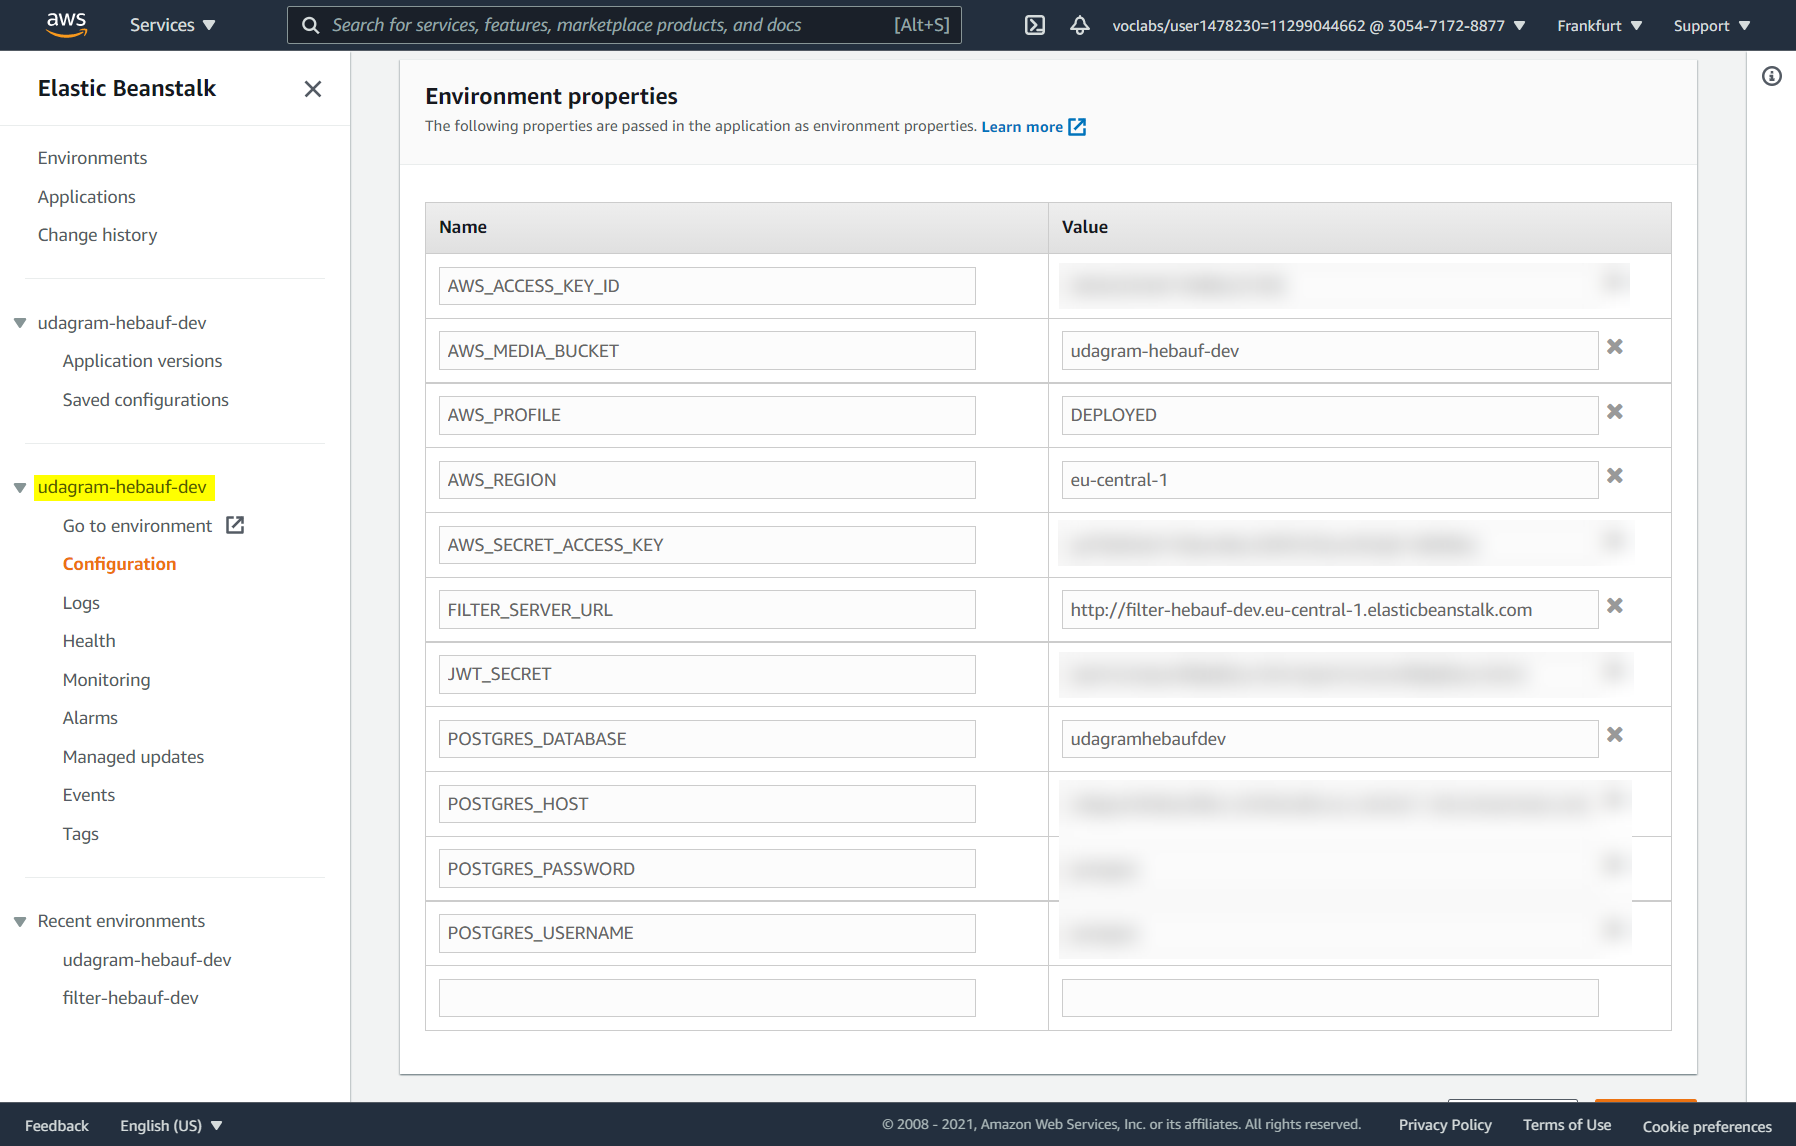 aws
Services
Search for services, features, marketplace products, and docs [Alt+S]
voclabs/user1478230=11299044662 @ 3054-7172-8877
Frankfurt
Support
Elastic Beanstalk
Environments
Applications
Change history
udagram-hebauf-dev
Application versions
Saved configurations
udagram-hebauf-dev
Go to environment
Configuration
Logs
Health
Monitoring
Alarms
Managed updates
Events
Tags
Recent environments
udagram-hebauf-dev
filter-hebauf-dev
Environment properties
The following properties are passed in the application as environment properties. Learn more
Name Value
AWS_ACCESS_KEY_ID
AWS_MEDIA_BUCKET udagram-hebauf-dev
AWS_PROFILE DEPLOYED
AWS_REGION eu-central-1
AWS_SECRET_ACCESS_KEY
FILTER_SERVER_URL http://filter-hebauf-dev.eu-central-1.elasticbeanstalk.com
JWT_SECRET
POSTGRES_DATABASE udagramhebaufdev
POSTGRES_HOST
POSTGRES_PASSWORD
POSTGRES_USERNAME
Feedback
English (US)
© 2008 - 2021, Amazon Web Services, Inc. or its affiliates. All rights reserved.
Privacy Policy
Terms of Use
Cookie preferences